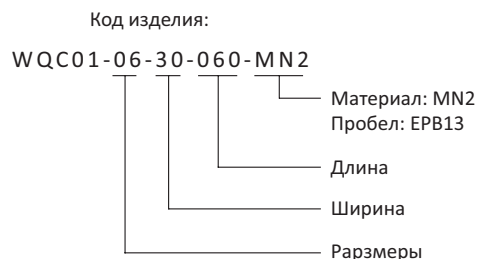 Код изделия:
WQC01-06-30-060-MN2
Материал: MN2
Пробел: EPB13
Длина
Ширина
Рарзмеры